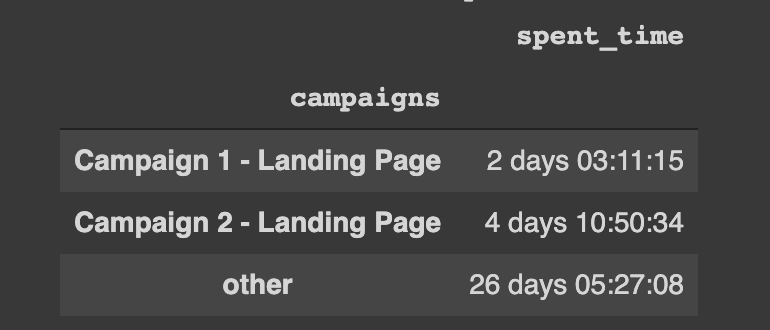 spent_time
campaigns
Campaign 1 - Landing Page 2 days 03:11:15
Campaign 2 - Landing Page 4 days 10:50:34
other 26 days 05:27:08